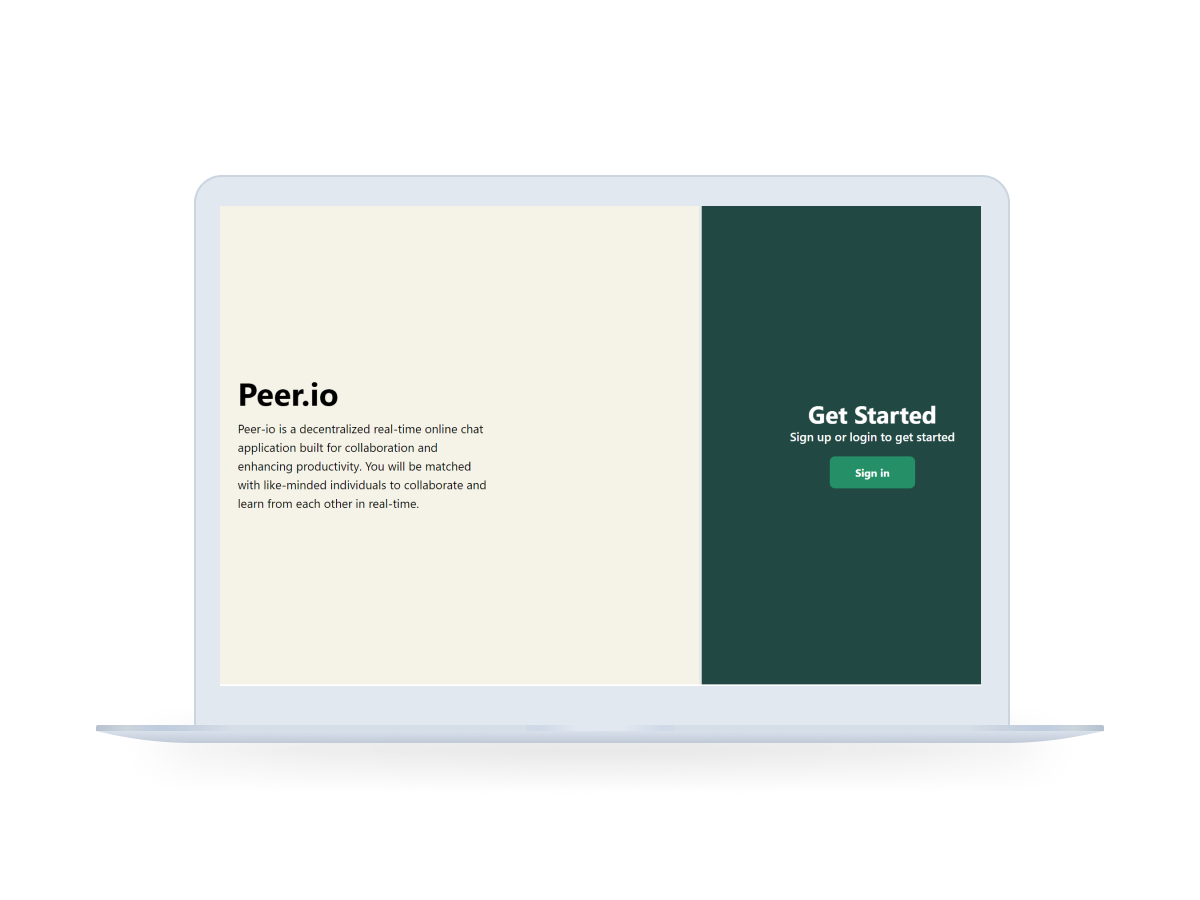 Peer.io
Peer-io is a decentralized real-time online chat
application built for collaboration and
enhancing productivity. You will be matched
with like-minded individuals to collaborate and
learn from each other in real-time.
Get Started
Sign up or login to get started
Sign in